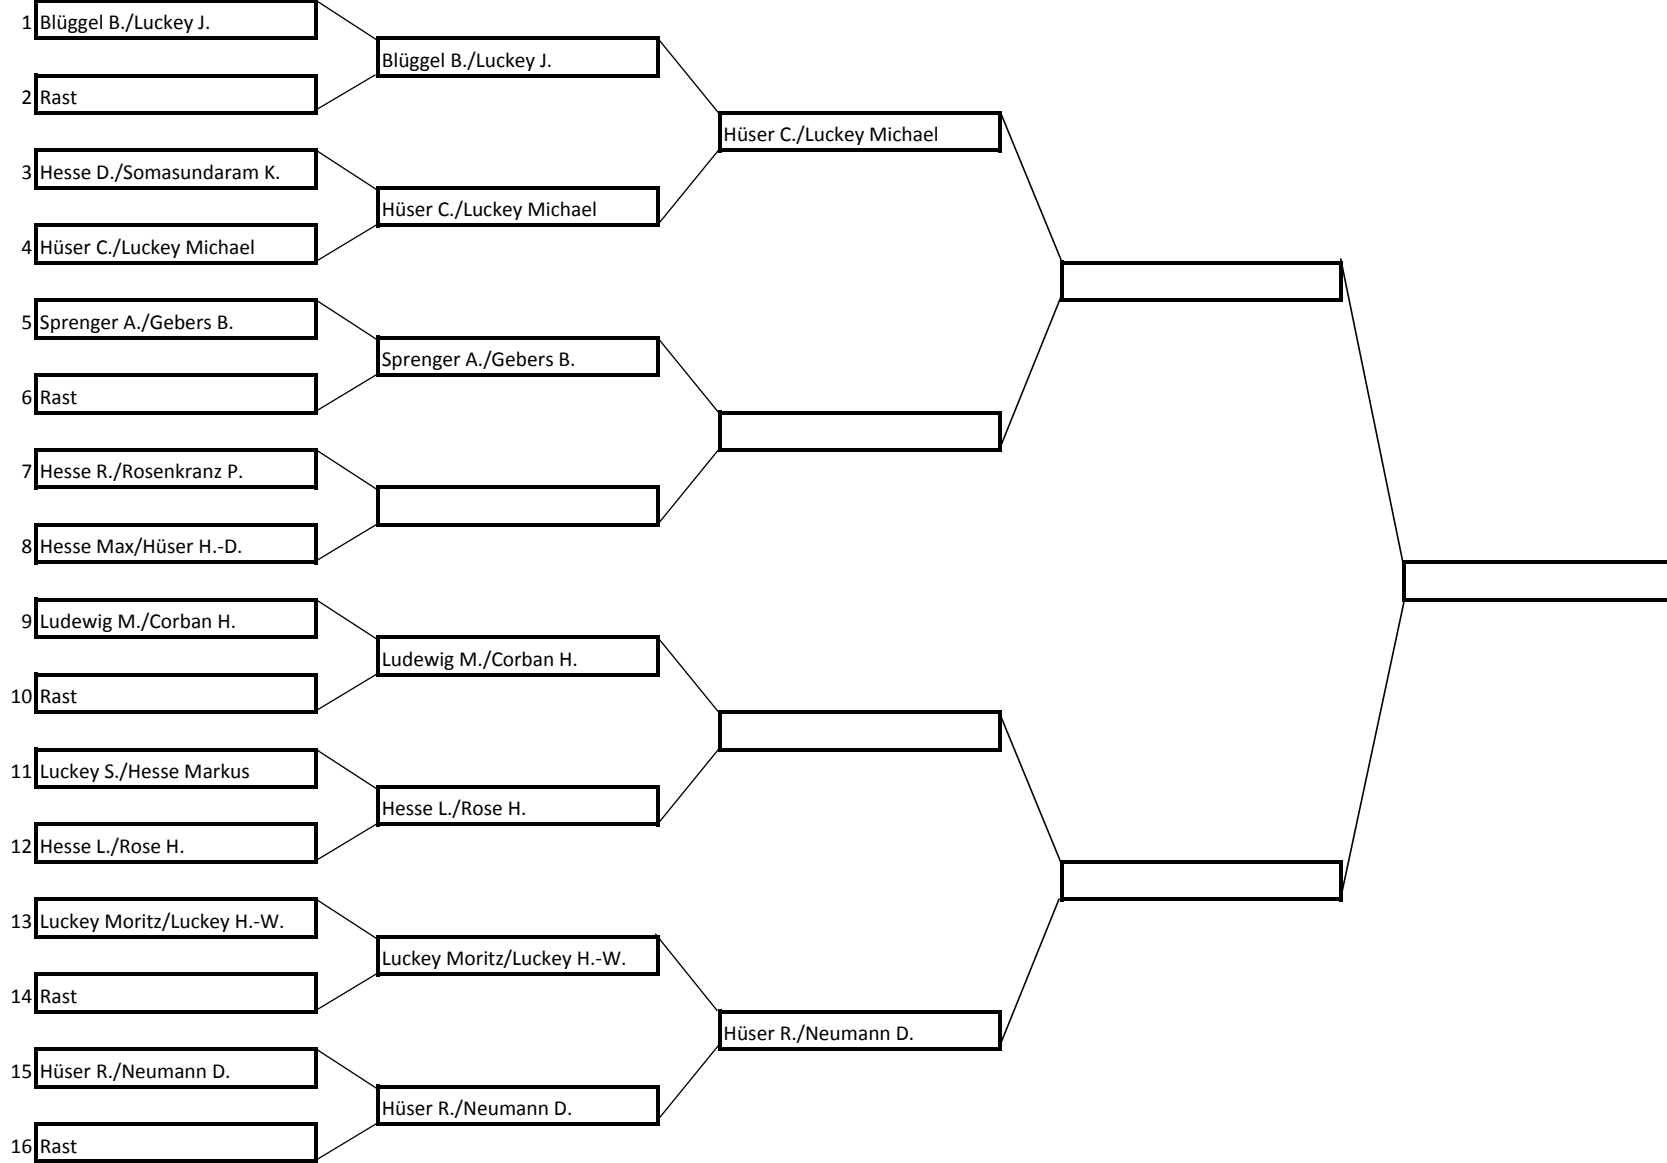 1 Blüggel B./Luckey J.
Blüggel B./Luckey J.
2 Rast
Hüser C./Luckey Michael
3 Hesse D./Somasundaram K.
Hüser C./Luckey Michael
4 Hüser C./Luckey Michael
5 Sprenger A./Gebers B.
Sprenger A./Gebers B.
6 Rast
7 Hesse R./Rosenkranz P.
8 Hesse Max/Hüser H.-D.
9 Ludewig M./Corban H.
Ludewig M./Corban H.
10 Rast
11 Luckey S./Hesse Markus
Hesse L./Rose H.
12 Hesse L./Rose H.
13 Luckey Moritz/Luckey H.-W.
Luckey Moritz/Luckey H.-W.
14 Rast
Hüser R./Neumann D.
15 Hüser R./Neumann D.
Hüser R./Neumann D.
16 Rast